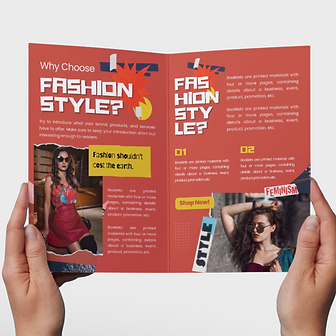 Why Choose
FASHION
STYLE?
Try to introduce what your brand, products, and services
have to offer. Make sure to keep your introduction short but
interesting enough to readers.
Fashion shouldn't
cost the earth.
Booklets are printed
materials with four or more
pages, containing details
about a business, event,
product, promotion, etc.
Booklets are printed
materials with four or more
pages, containing details
about a business, event,
product, promotion, etc.
FAS
HION
STY
LE?
Booklets are printed materials with
four or more pages, containing
details about a business, event,
product, promotion, etc.
Booklets are printed materials with
four or more pages, containing
details about a business, event,
product, promotion, etc.
01
Booklets are printed materials with
four or more pages, containing
details about a business, event,
product, promotion, etc.
02
Booklets are printed materials with
four or more pages, containing
details about a business, event,
product, promotion, etc.
Shop Now!
FEMINISM
STYLE